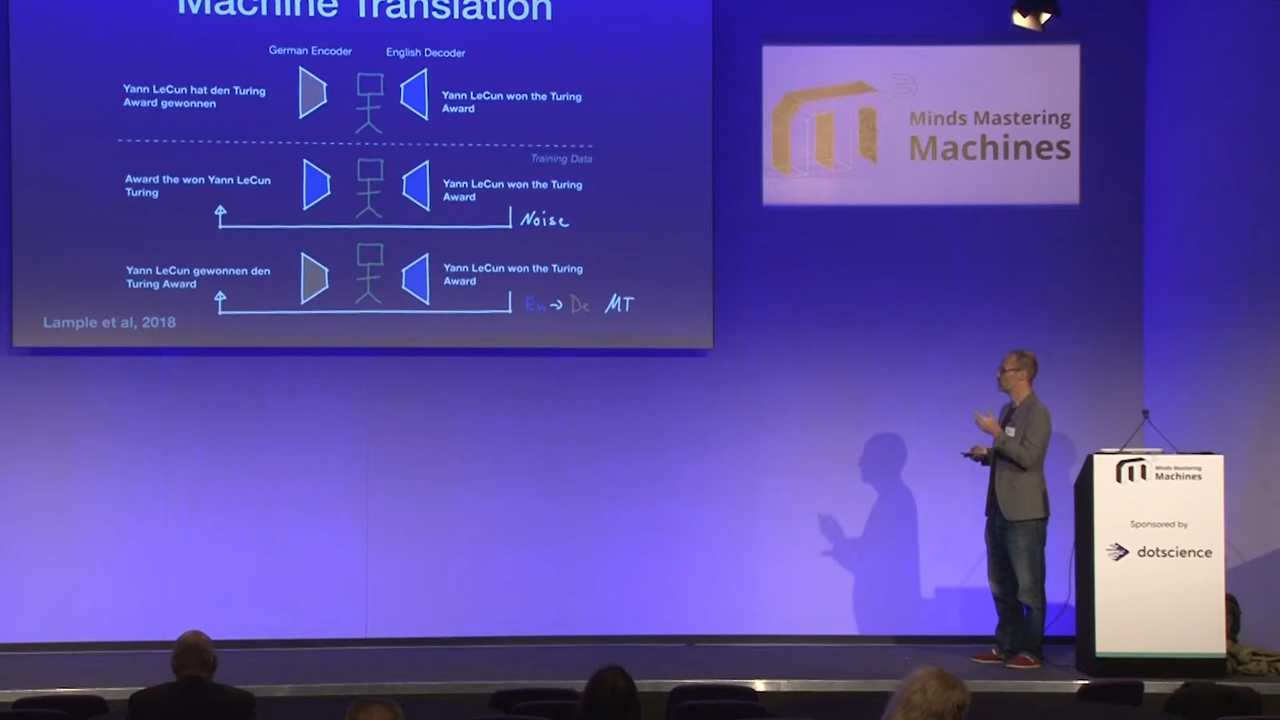 Machine Translation
German Encoder
English Decoder
Yann LeCun hat den Turing
Award gewonnen
Yann LeCun won the Turing
Award
Training Data
Award the won Yann LeCun
Turing
Yann LeCun won the Turing
Award
Noise
Yann LeCun gewonnen den
Turing Award
Yann LeCun won the Turing
Award
En → De MT
Lample et al, 2018
Minds Mastering
Machines
Minds Mastering
Machines
Sponsored by
dotscience